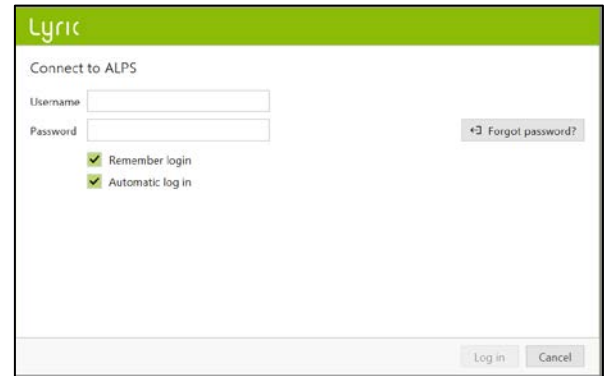 Lyric
Connect to ALPS
Username
Password
Forgot password?
Remember login
Automatic log in
Log in Cancel